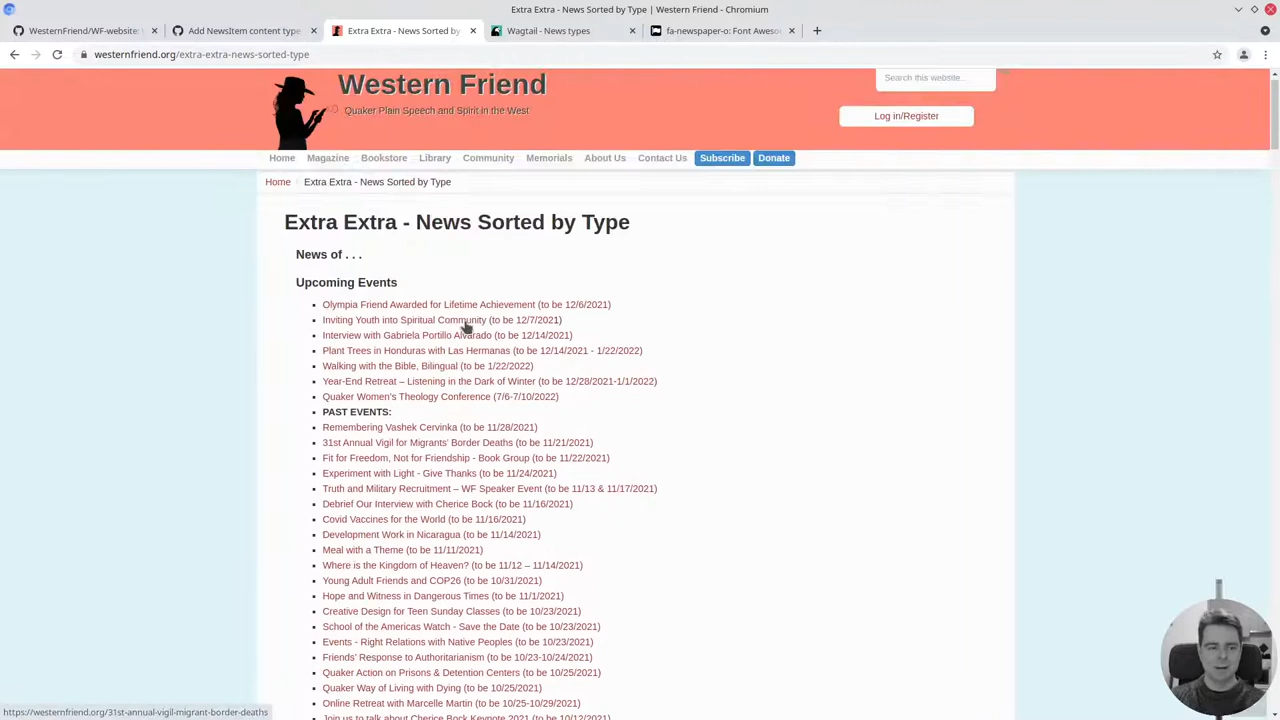 Extra Extra - News Sorted by Type | Western Friend - Chromium
WesternFriend/WF-website:
Add NewsItem content type
Extra Extra - News Sorted by
Wagtail - News types
fa-newspaper-o: Font Aweso
westernfriend.org/extra-extra-news-sorted-type
Western Friend
Quaker Plain Speech and Spirit in the West
Search this website...
Log in/Register
Home Magazine Bookstore Library Community Memorials About Us Contact Us Subscribe Donate
Home Extra Extra - News Sorted by Type
Extra Extra - News Sorted by Type
News of . . .
Upcoming Events
Olympia Friend Awarded for Lifetime Achievement (to be 12/6/2021)
Inviting Youth into Spiritual Community (to be 12/7/2021)
Interview with Gabriela Portillo Alvarado (to be 12/14/2021)
Plant Trees in Honduras with Las Hermanas (to be 12/14/2021 - 1/22/2022)
Walking with the Bible, Bilingual (to be 1/22/2022)
Year-End Retreat – Listening in the Dark of Winter (to be 12/28/2021-1/1/2022)
Quaker Women's Theology Conference (7/6-7/10/2022)
PAST EVENTS:
Remembering Vashek Cervinka (to be 11/28/2021)
31st Annual Vigil for Migrants' Border Deaths (to be 11/21/2021)
Fit for Freedom, Not for Friendship - Book Group (to be 11/22/2021)
Experiment with Light - Give Thanks (to be 11/24/2021)
Truth and Military Recruitment – WF Speaker Event (to be 11/13 & 11/17/2021)
Debrief Our Interview with Cherice Bock (to be 11/16/2021)
Covid Vaccines for the World (to be 11/16/2021)
Development Work in Nicaragua (to be 11/14/2021)
Meal with a Theme (to be 11/11/2021)
Where is the Kingdom of Heaven? (to be 11/12 – 11/14/2021)
Young Adult Friends and COP26 (to be 10/31/2021)
Hope and Witness in Dangerous Times (to be 11/1/2021)
Creative Design for Teen Sunday Classes (to be 10/23/2021)
School of the Americas Watch - Save the Date (to be 10/23/2021)
Events - Right Relations with Native Peoples (to be 10/23/2021)
Friends' Response to Authoritarianism (to be 10/23-10/24/2021)
Quaker Action on Prisons & Detention Centers (to be 10/25/2021)
Quaker Way of Living with Dying (to be 10/25/2021)
Online Retreat with Marcelle Martin (to be 10/25-10/29/2021)
Join us to talk about Cherice Bock Keynote 2021 (to be 10/12/2021)
https://westernfriend.org/31st-annual-vigil-migrant-border-deaths